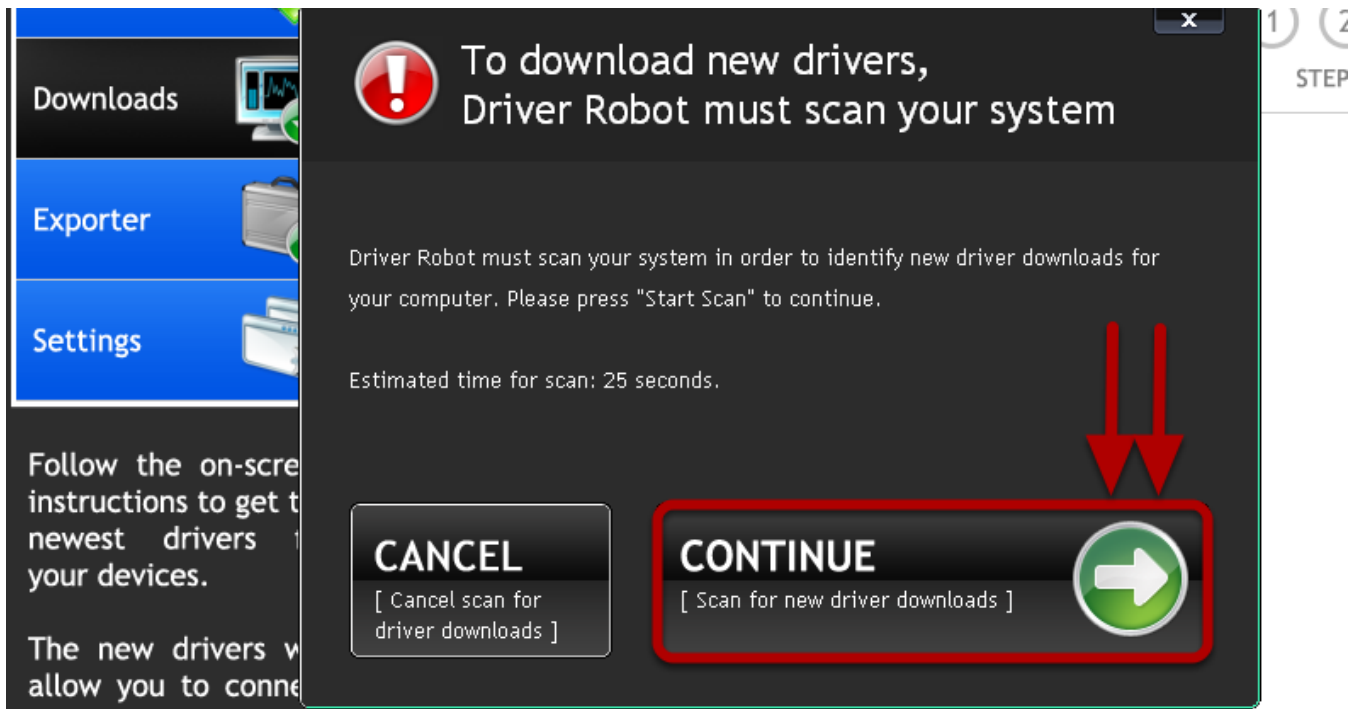 Downloads
Exporter
Settings
Follow the on-scre
instructions to get t
newest drivers
your devices.
The new drivers w
allow you to conne
x
To download new drivers,
Driver Robot must scan your system
Driver Robot must scan your system in order to identify new driver downloads for
your computer. Please press "Start Scan" to continue.
Estimated time for scan: 25 seconds.
CANCEL
[ Cancel scan for
driver downloads ]
CONTINUE
[ Scan for new driver downloads ]
1 2
STEP